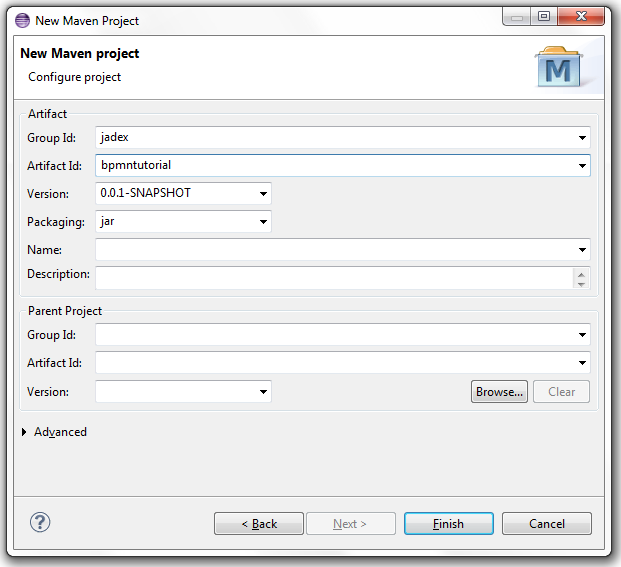 New Maven Project
New Maven project
Configure project
M
Artifact
Group Id: jadex
Artifact Id: bpmntutorial
Version: 0.0.1-SNAPSHOT
Packaging: jar
Name:
Description:
Parent Project
Group Id:
Artifact Id:
Version: Browse... Clear
Advanced
? < Back Next > Finish Cancel